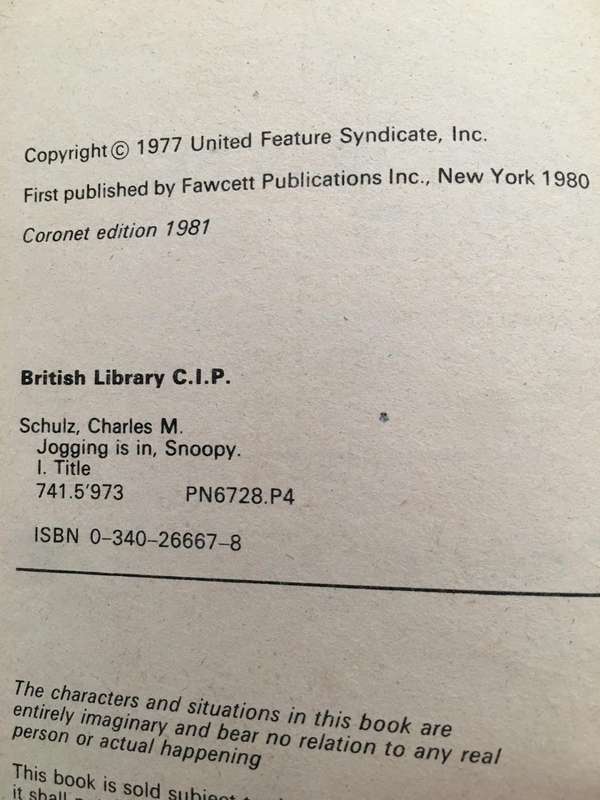 Copyright © 1977 United Feature Syndicate, Inc.
First published by Fawcett Publications Inc., New York 1980
Coronet edition 1981
British Library C.I.P.
Schulz, Charles M.
Jogging is in, Snoopy.
I. Title
741.5'973 PN6728.P4
ISBN 0–340–26667–8
The characters and situations in this book are
entirely imaginary and bear no relation to any real
person or actual happening
This book is sold subject
it shall